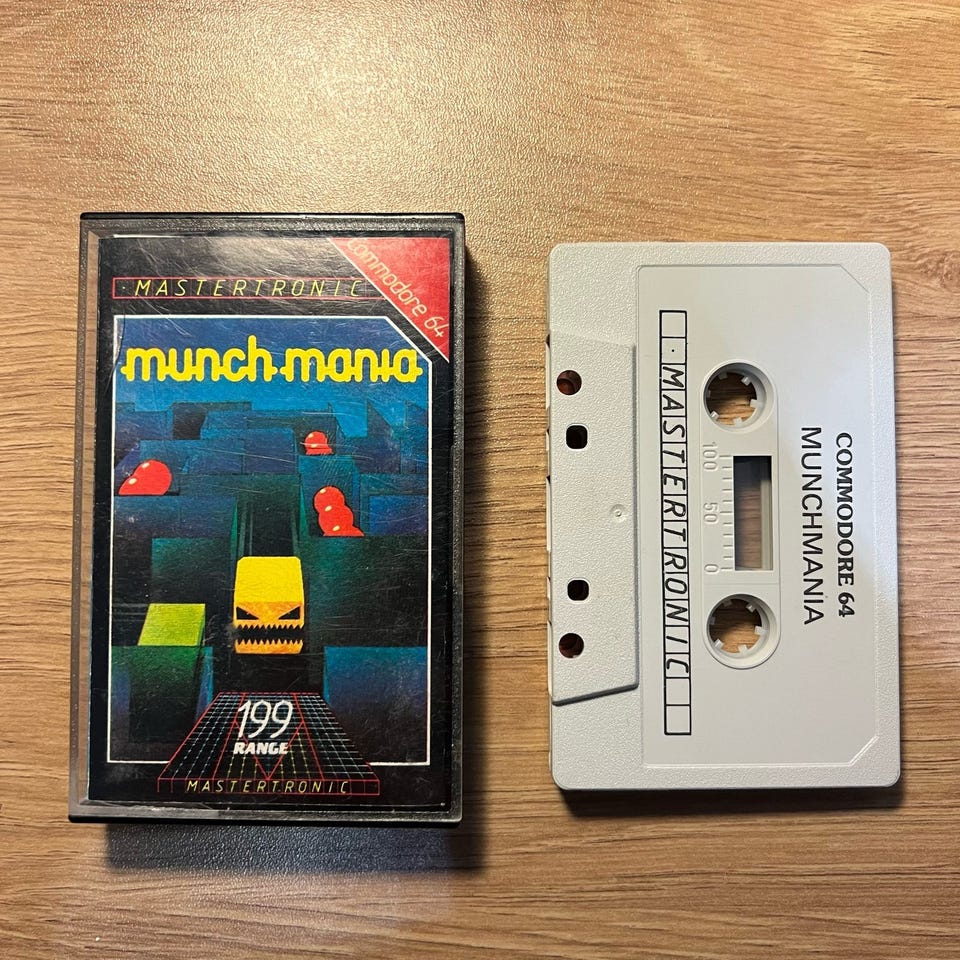 · MASTERTRONIC
commodore 64
munch mania
199
RANGE
MASTERTRONIC
· MASTERTRONIC
100 50 0
COMMODORE 64
MUNCHMANIA